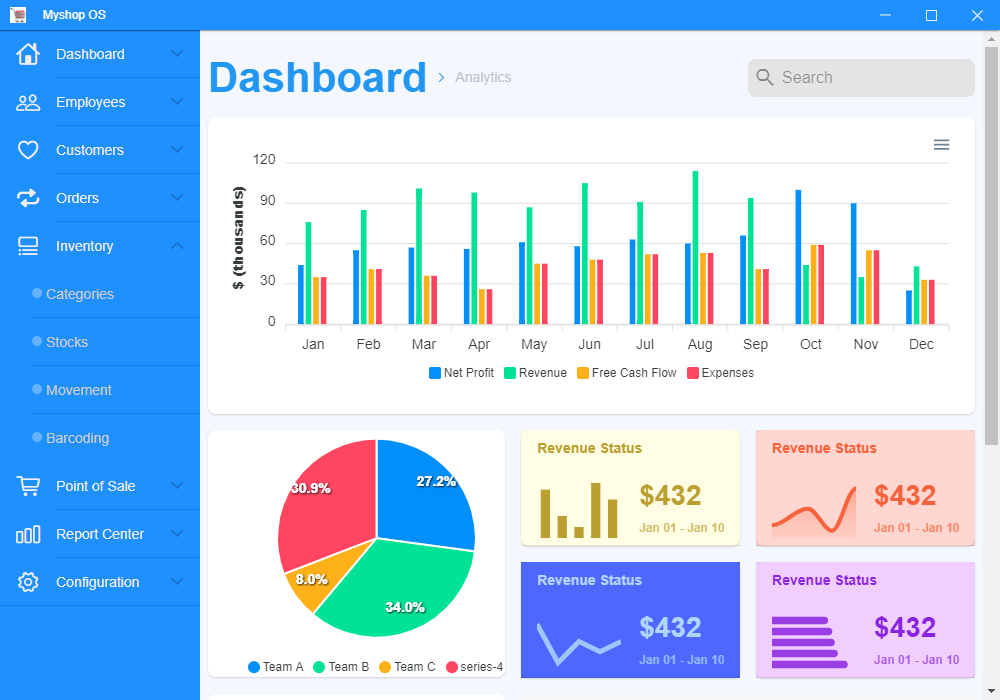 Myshop OS
Dashboard
Employees
Customers
Orders
Inventory
Categories
Stocks
Movement
Barcoding
Point of Sale
Report Center
Configuration
Dashboard > Analytics
Search
$ (thousands)
120
90
60
30
0
Jan Feb Mar Apr May Jun Jul Aug Sep Oct Nov Dec
Net Profit Revenue Free Cash Flow Expenses
30.9% 27.2%
8.0%
34.0%
Team A Team B Team C series-4
Revenue Status
$432
Jan 01 - Jan 10
Revenue Status
$432
Jan 01 - Jan 10
Revenue Status
$432
Jan 01 - Jan 10
Revenue Status
$432
Jan 01 - Jan 10